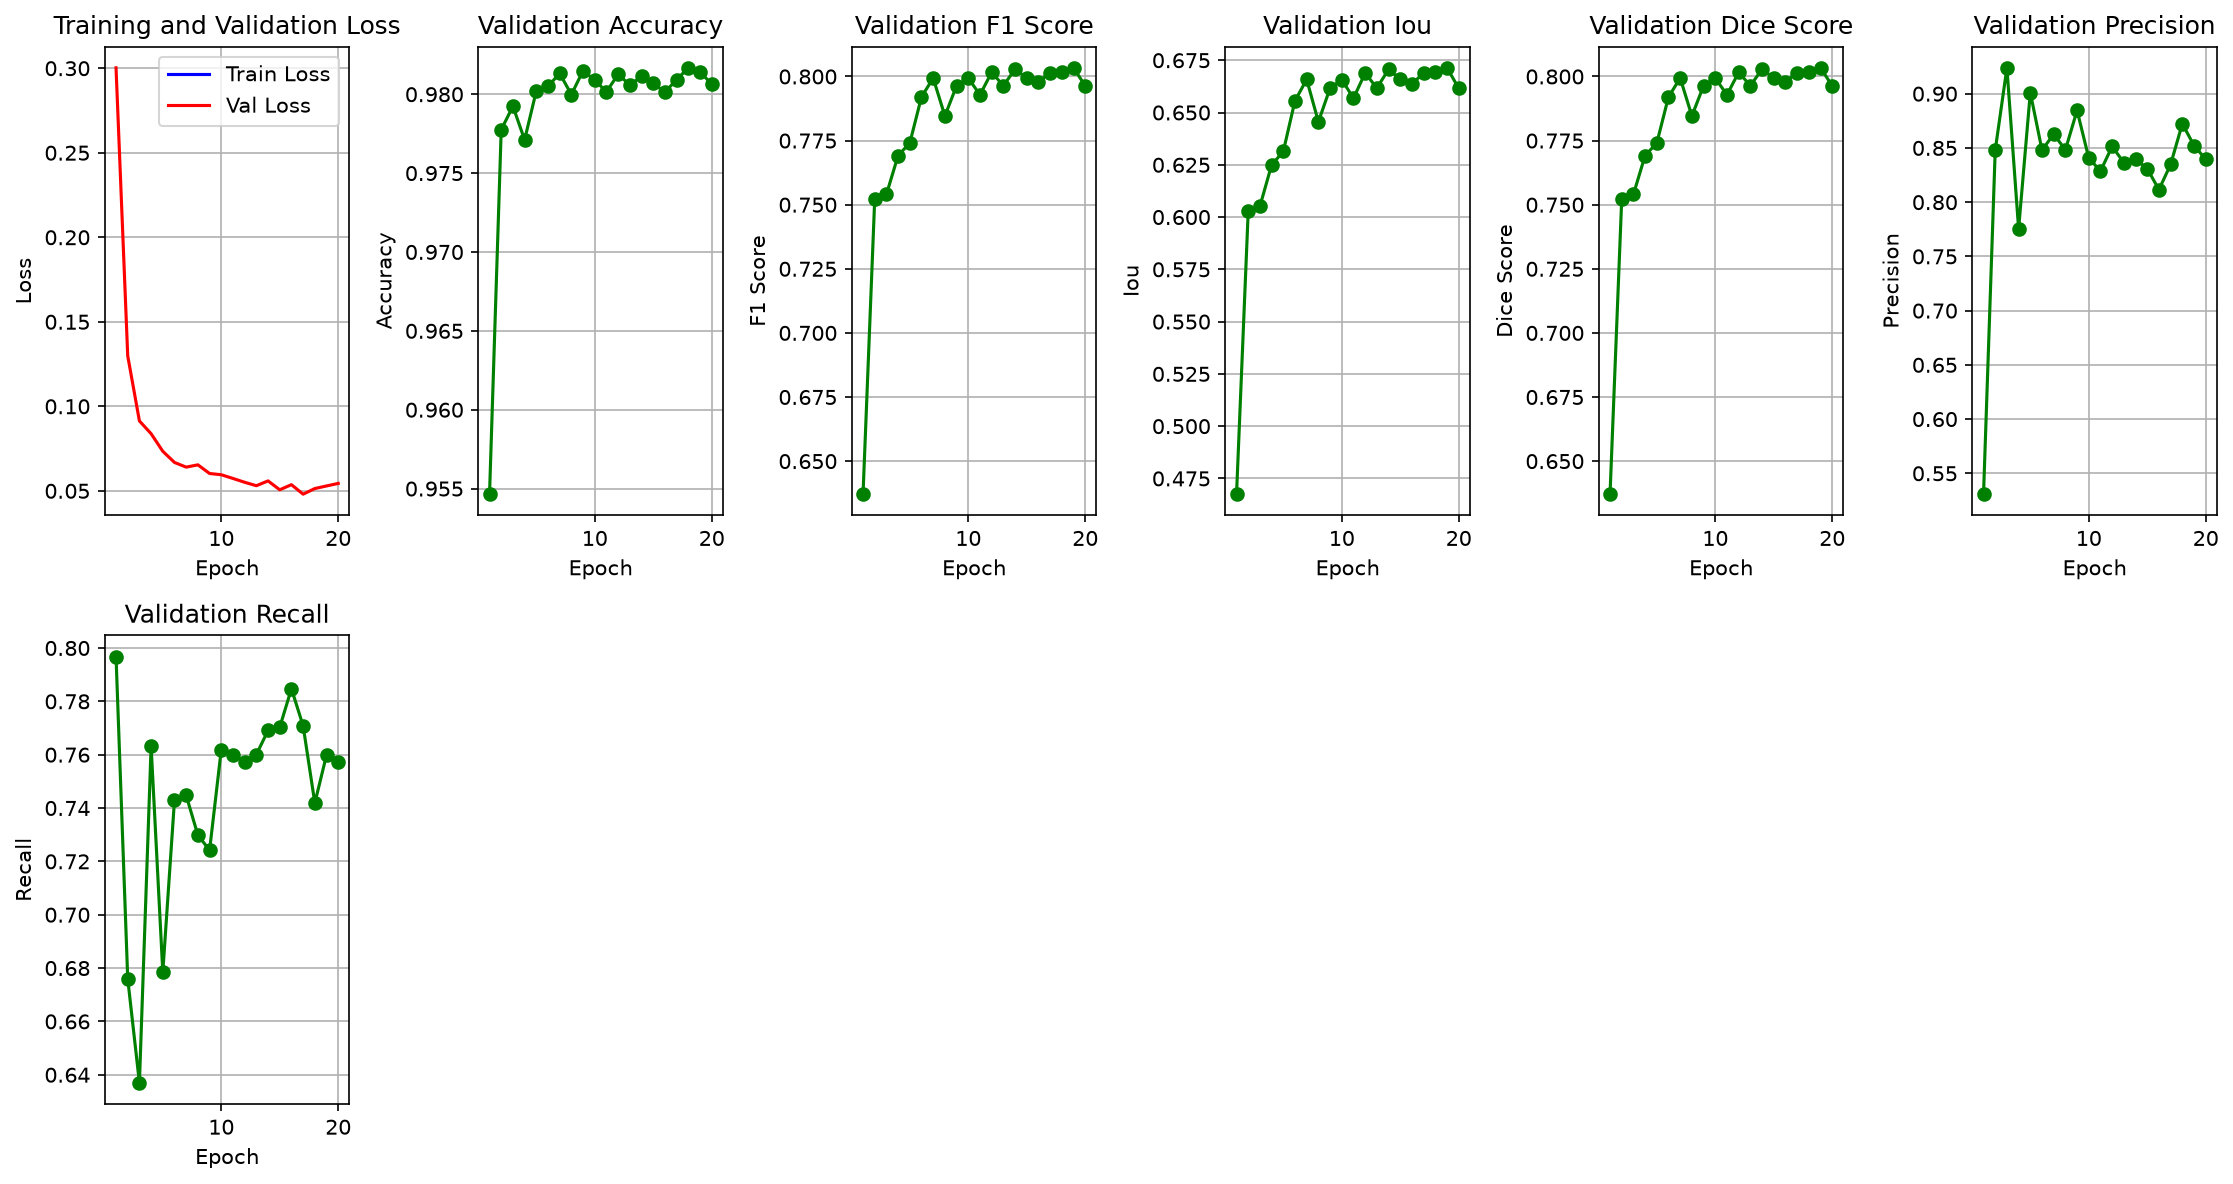 Training and Validation Loss
Train Loss
Val Loss
0.30
0.25
0.20
0.15
0.10
0.05
Loss
10
20
Epoch
Validation Accuracy
0.980
0.975
0.970
0.965
0.960
0.955
Accuracy
10
20
Epoch
Validation F1 Score
0.800
0.775
0.750
0.725
0.700
0.675
0.650
F1 Score
10
20
Epoch
Validation Iou
0.675
0.650
0.625
0.600
0.575
0.550
0.525
0.500
0.475
Iou
10
20
Epoch
Validation Dice Score
0.800
0.775
0.750
0.725
0.700
0.675
0.650
Dice Score
10
20
Epoch
Validation Precision
0.90
0.85
0.80
0.75
0.70
0.65
0.60
0.55
Precision
10
20
Epoch
Validation Recall
0.80
0.78
0.76
0.74
0.72
0.70
0.68
0.66
0.64
Recall
10
20
Epoch